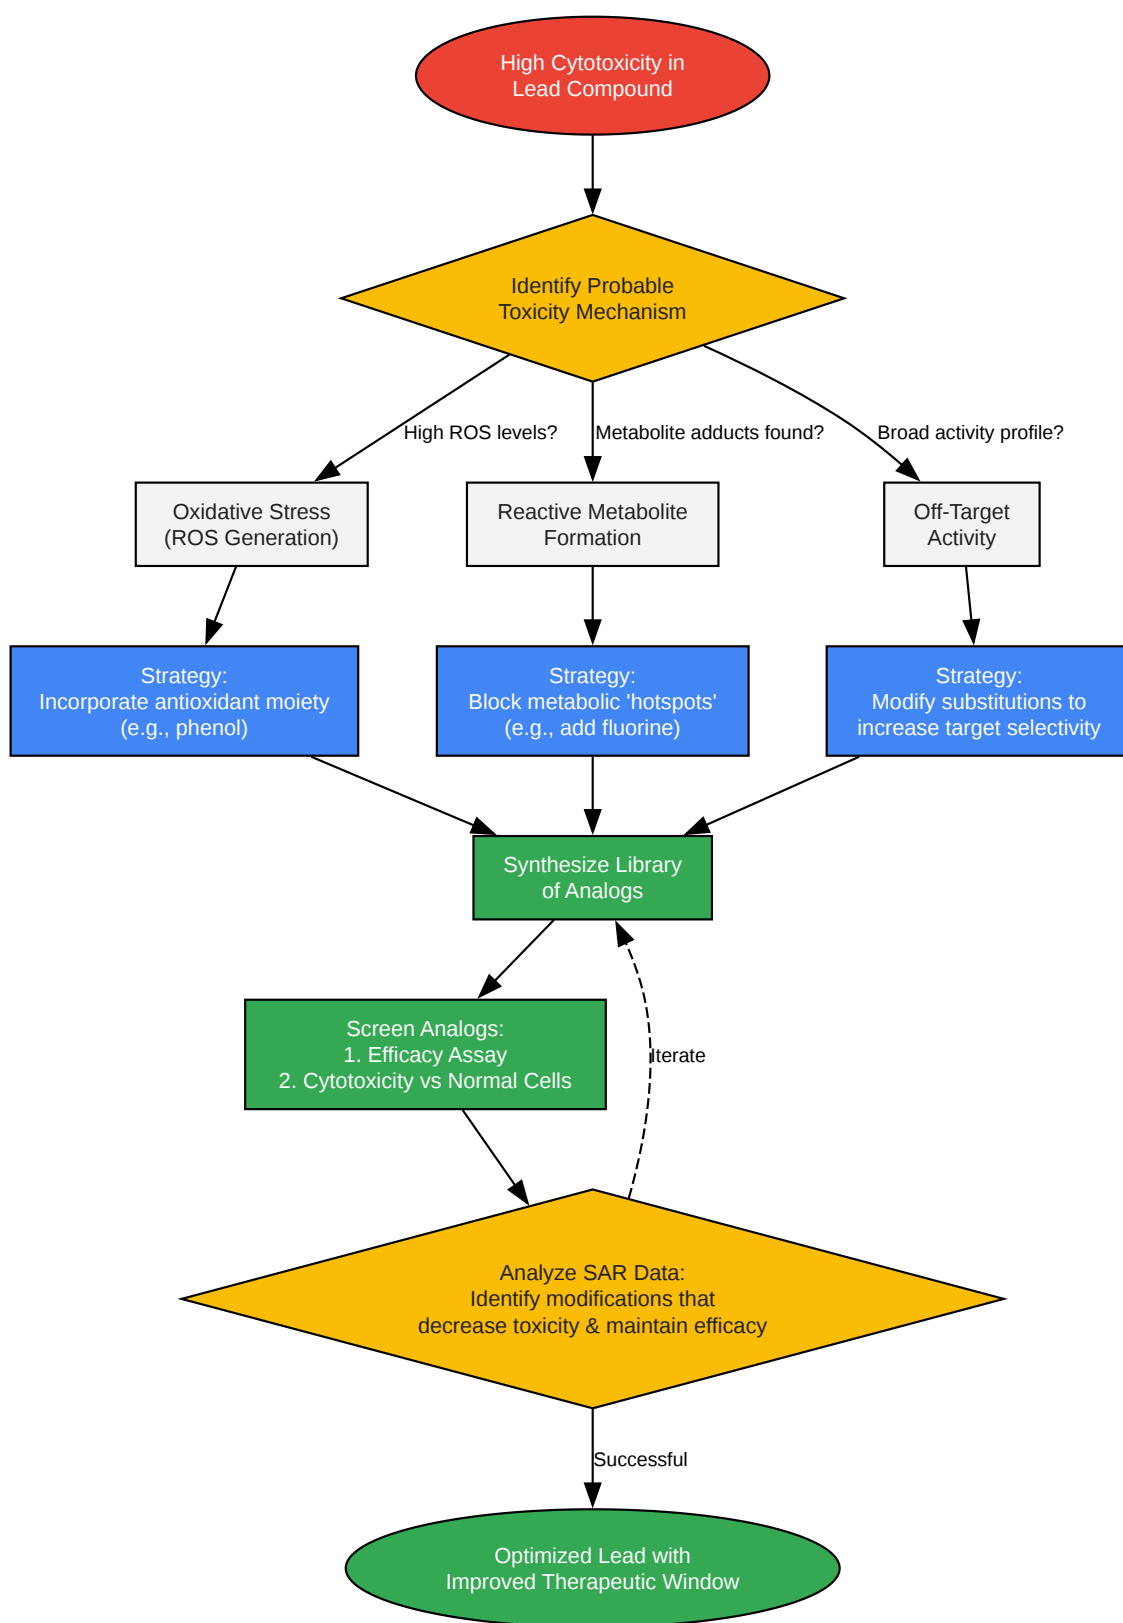 High Cytotoxicity in
Lead Compound
Identify Probable
Toxicity Mechanism
High ROS levels?
Metabolite adducts found?
Broad activity profile?
Oxidative Stress
(ROS Generation)
Reactive Metabolite
Formation
Off-Target
Activity
Strategy:
Incorporate antioxidant moiety
(e.g., phenol)
Strategy:
Block metabolic 'hotspots'
(e.g., add fluorine)
Strategy:
Modify substitutions to
increase target selectivity
Synthesize Library
of Analogs
Screen Analogs:
1. Efficacy Assay
2. Cytotoxicity vs Normal Cells
Iterate
Analyze SAR Data:
Identify modifications that
decrease toxicity & maintain efficacy
Successful
Optimized Lead with
Improved Therapeutic Window